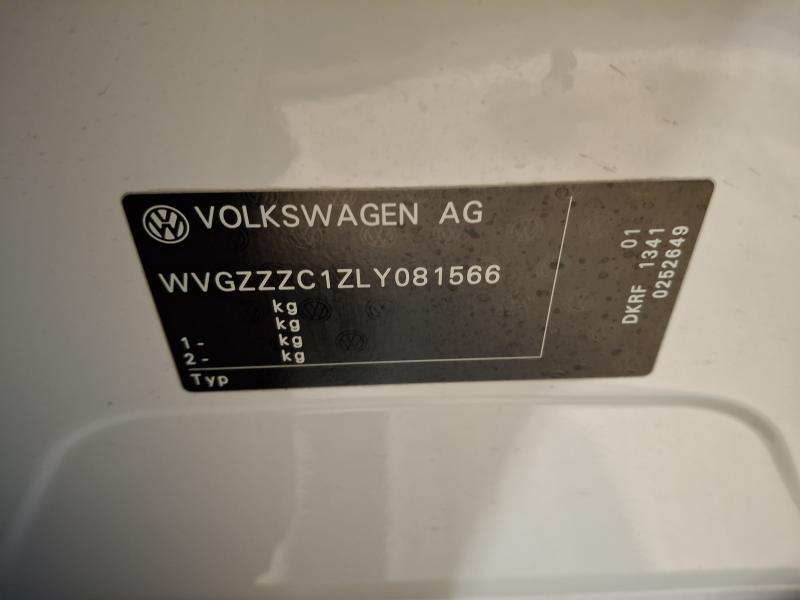 VOLKSWAGEN AG
WVGZZZC1ZLY081566
kg
kg
1- kg
2- kg
Typ
01
DKRF 1341
0252649